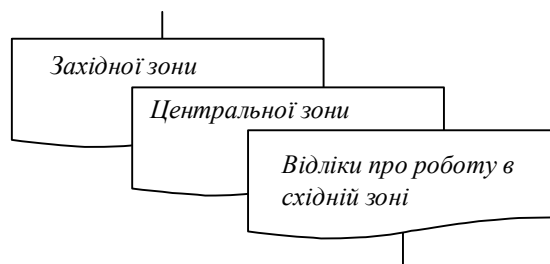 Західної зони
Центральної зони
Відліки про роботу в
східній зоні